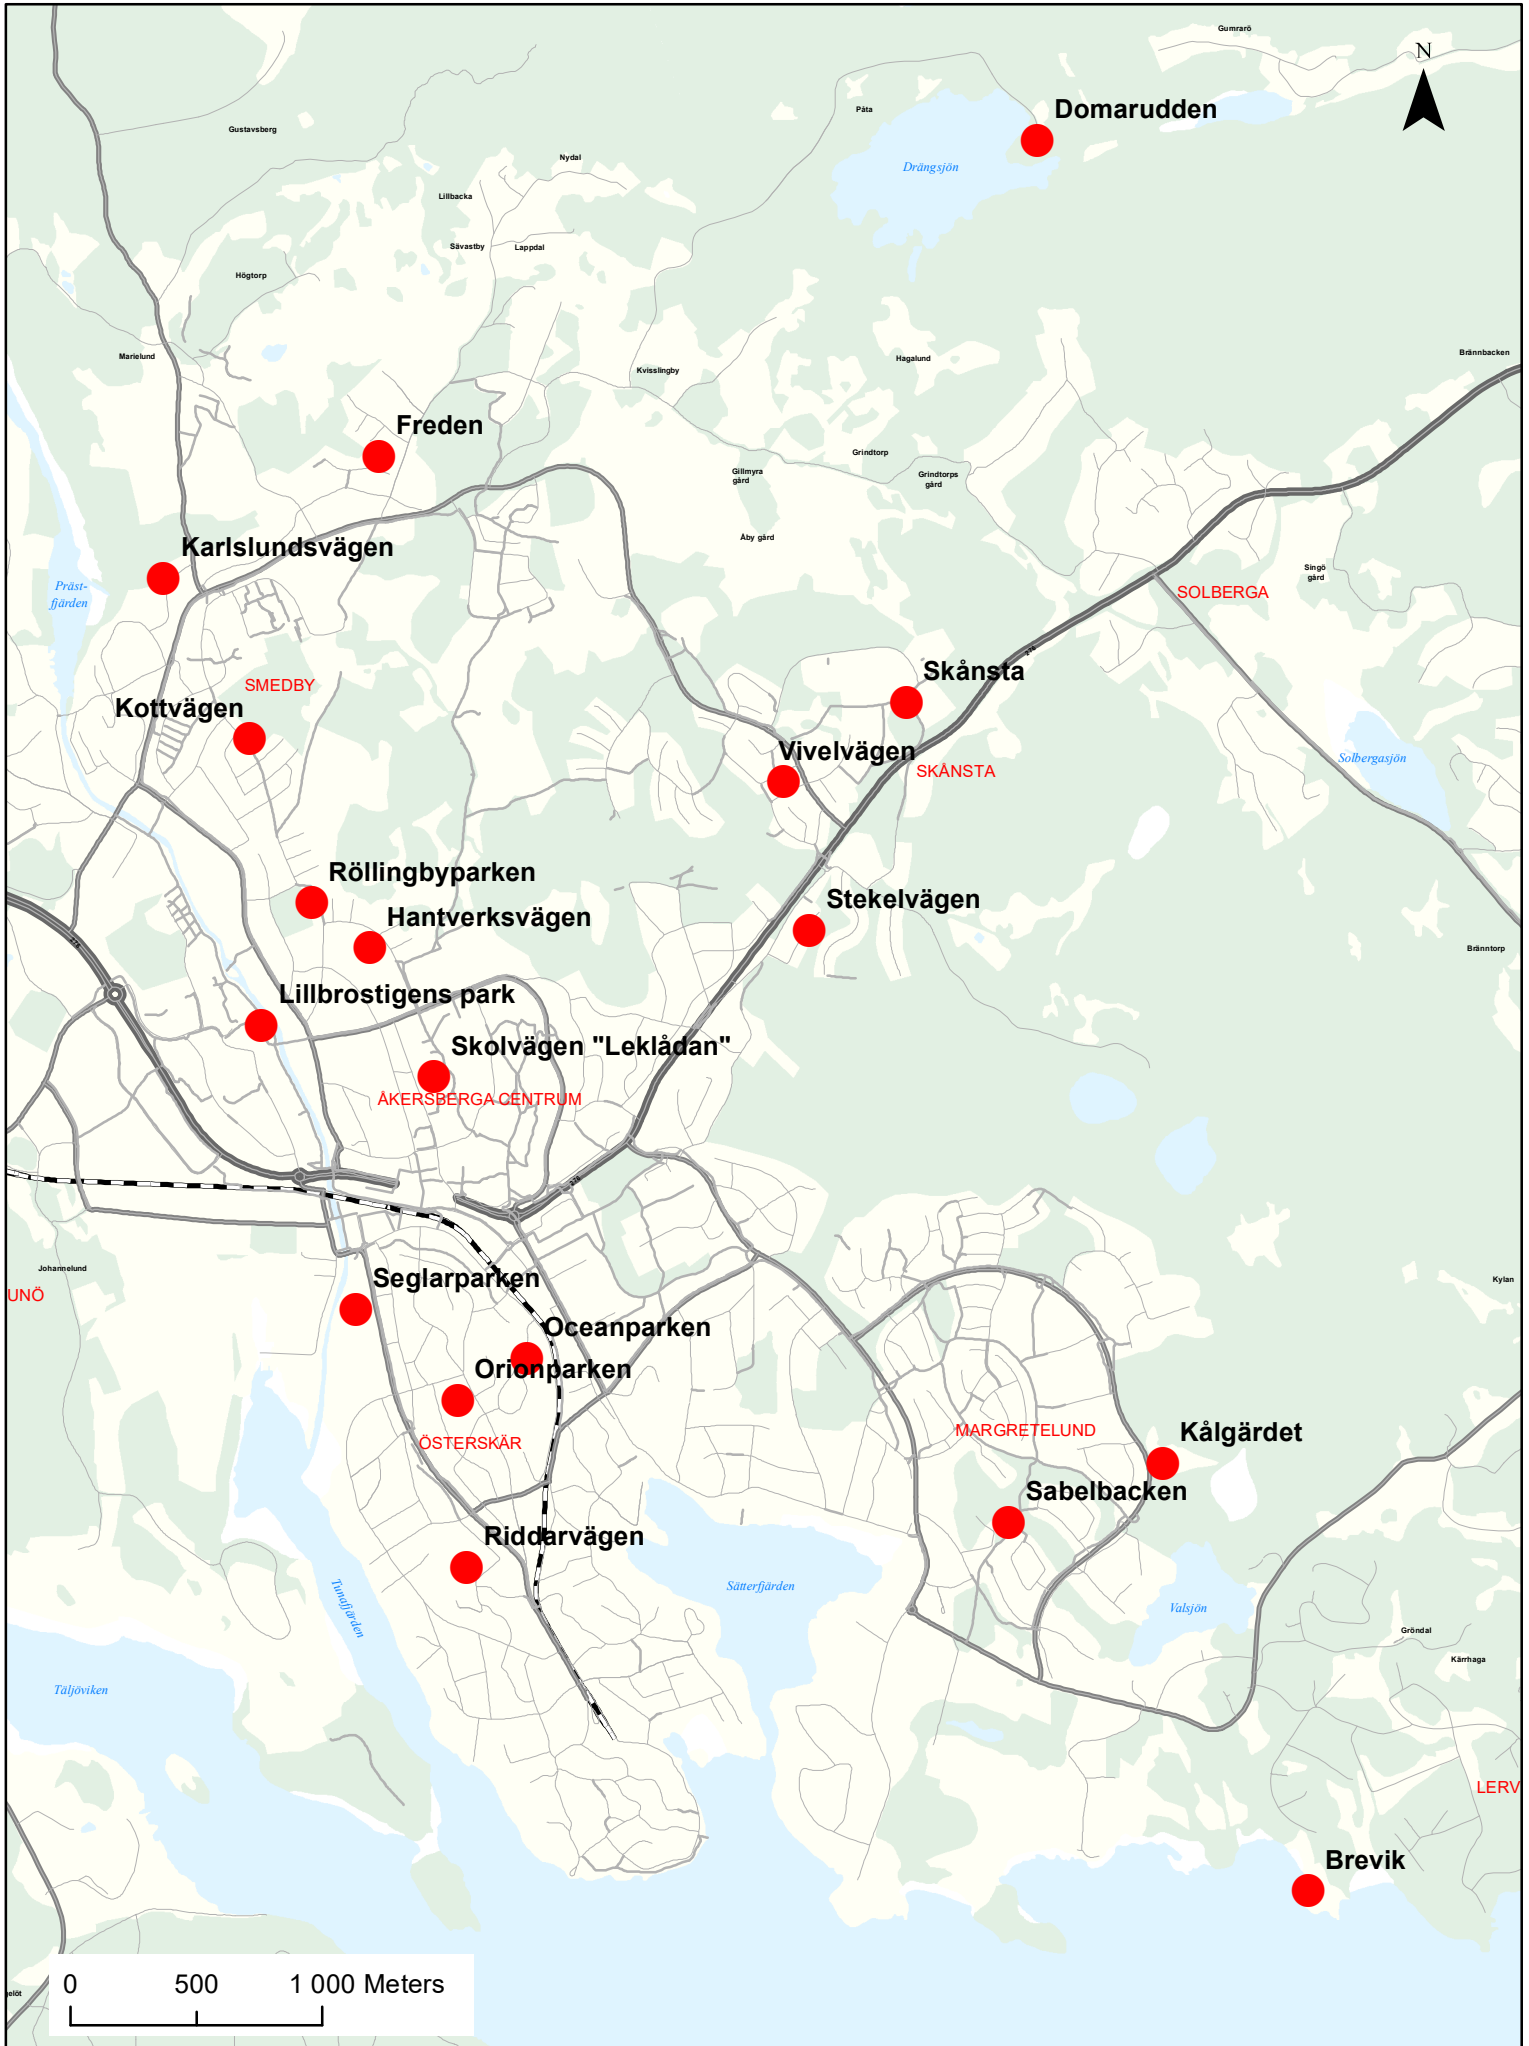 Gumrarö
N
Domarudden
Påta
Gustavsberg
Nydal
Drängsjön
Lillbacka
Sävastby
Lappdal
Högtorp
Marielund
Hagalund
Brännbacken
Kvisslingby
Freden
Grindtorp
Gillmyra
gård
Grindtorps
gård
Åby gård
Karlslundsvägen
Präst-
fjärden
Singö
gård
SOLBERGA
276
Skånsta
SMEDBY
Kottvägen
Vivelvägen
SKÅNSTA
Solbergasjön
Röllingbyparken
Stekelvägen
Hantverksvägen
276
Bränntorp
Lillbrostigens park
Skolvägen "Leklådan"
ÅKERSBERGA CENTRUM
276
Johannelund
Seglarparken
Kylan
UNÖ
Oceanparken
Orionparken
MARGRETELUND
Kålgärdet
ÖSTERSKÄR
Sabelbacken
Riddarvägen
Sätterfjärden
Tunafjärden
Valsjön
Gröndal
Kärrhaga
Täljöviken
LERV
Brevik
0 500 1 000 Meters